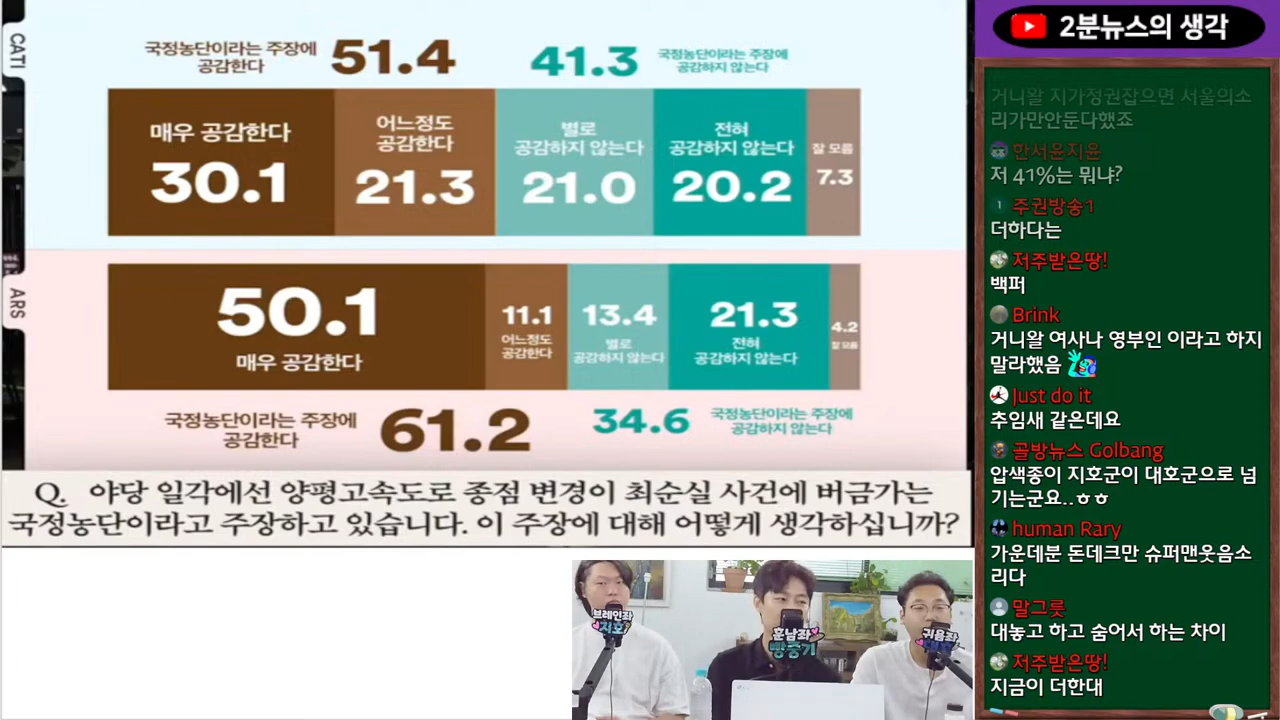 CATI
국정농단이라는 주장에
공감한다
51.4
41.3
국정농단이라는 주장에
공감하지 않는다
매우 공감한다
30.1
어느정도
공감한다
21.3
별로
공감하지 않는다
21.0
전혀
공감하지 않는다
20.2
잘 모름
7.3
ARS
50.1
매우 공감한다
11.1
어느정도
공감한다
13.4
별로
공감하지 않는다
21.3
전혀
공감하지 않는다
4.2
잘 모름
국정농단이라는 주장에
공감한다
61.2
34.6
국정농단이라는 주장에
공감하지 않는다
Q. 야당 일각에선 양평고속도로 종점 변경이 최순실 사건에 버금가는
국정농단이라고 주장하고 있습니다. 이 주장에 대해 어떻게 생각하십니까?
브레인좌
지호
훈남좌
빵중기
귀욤좌
2분뉴스의 생각
거니왈 지가정권잡으면 서울의소
리가만안둔다했죠
한서윤지윤
저 41%는 뭐냐?
주권방송1
더하다는
저주받은땅!
백퍼
Brink
거니왈 여사나 영부인 이라고 하지
말라했음
Just do it
추임새 같은데요
골방뉴스 Golbang
압색종이 지호군이 대호군으로 넘
기는군요..ㅎㅎ
human Rary
가운데분 돈데크만 슈퍼맨웃음소
리다
말그릇
대놓고 하고 숨어서 하는 차이
저주받은땅!
지금이 더한대